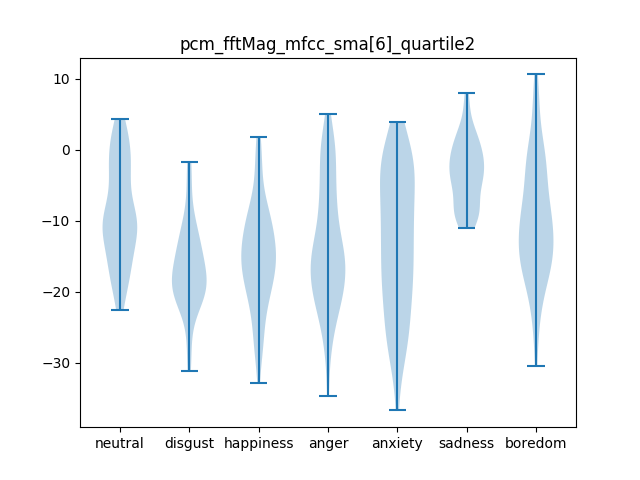 pcm_fftMag_mfcc_sma[6]_quartile2
10
0
−10
−20
−30
neutral disgust happiness anger anxiety sadness boredom